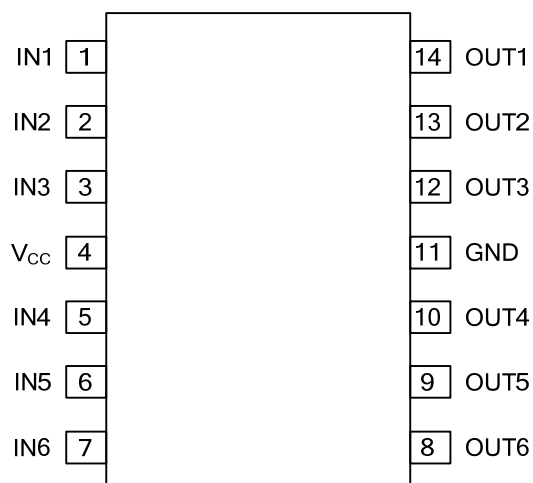 IN1 1 14 OUT1
IN2 2 13 OUT2
IN3 3 12 OUT3
VCC 4 11 GND
IN4 5 10 OUT4
IN5 6 9 OUT5
IN6 7 8 OUT6